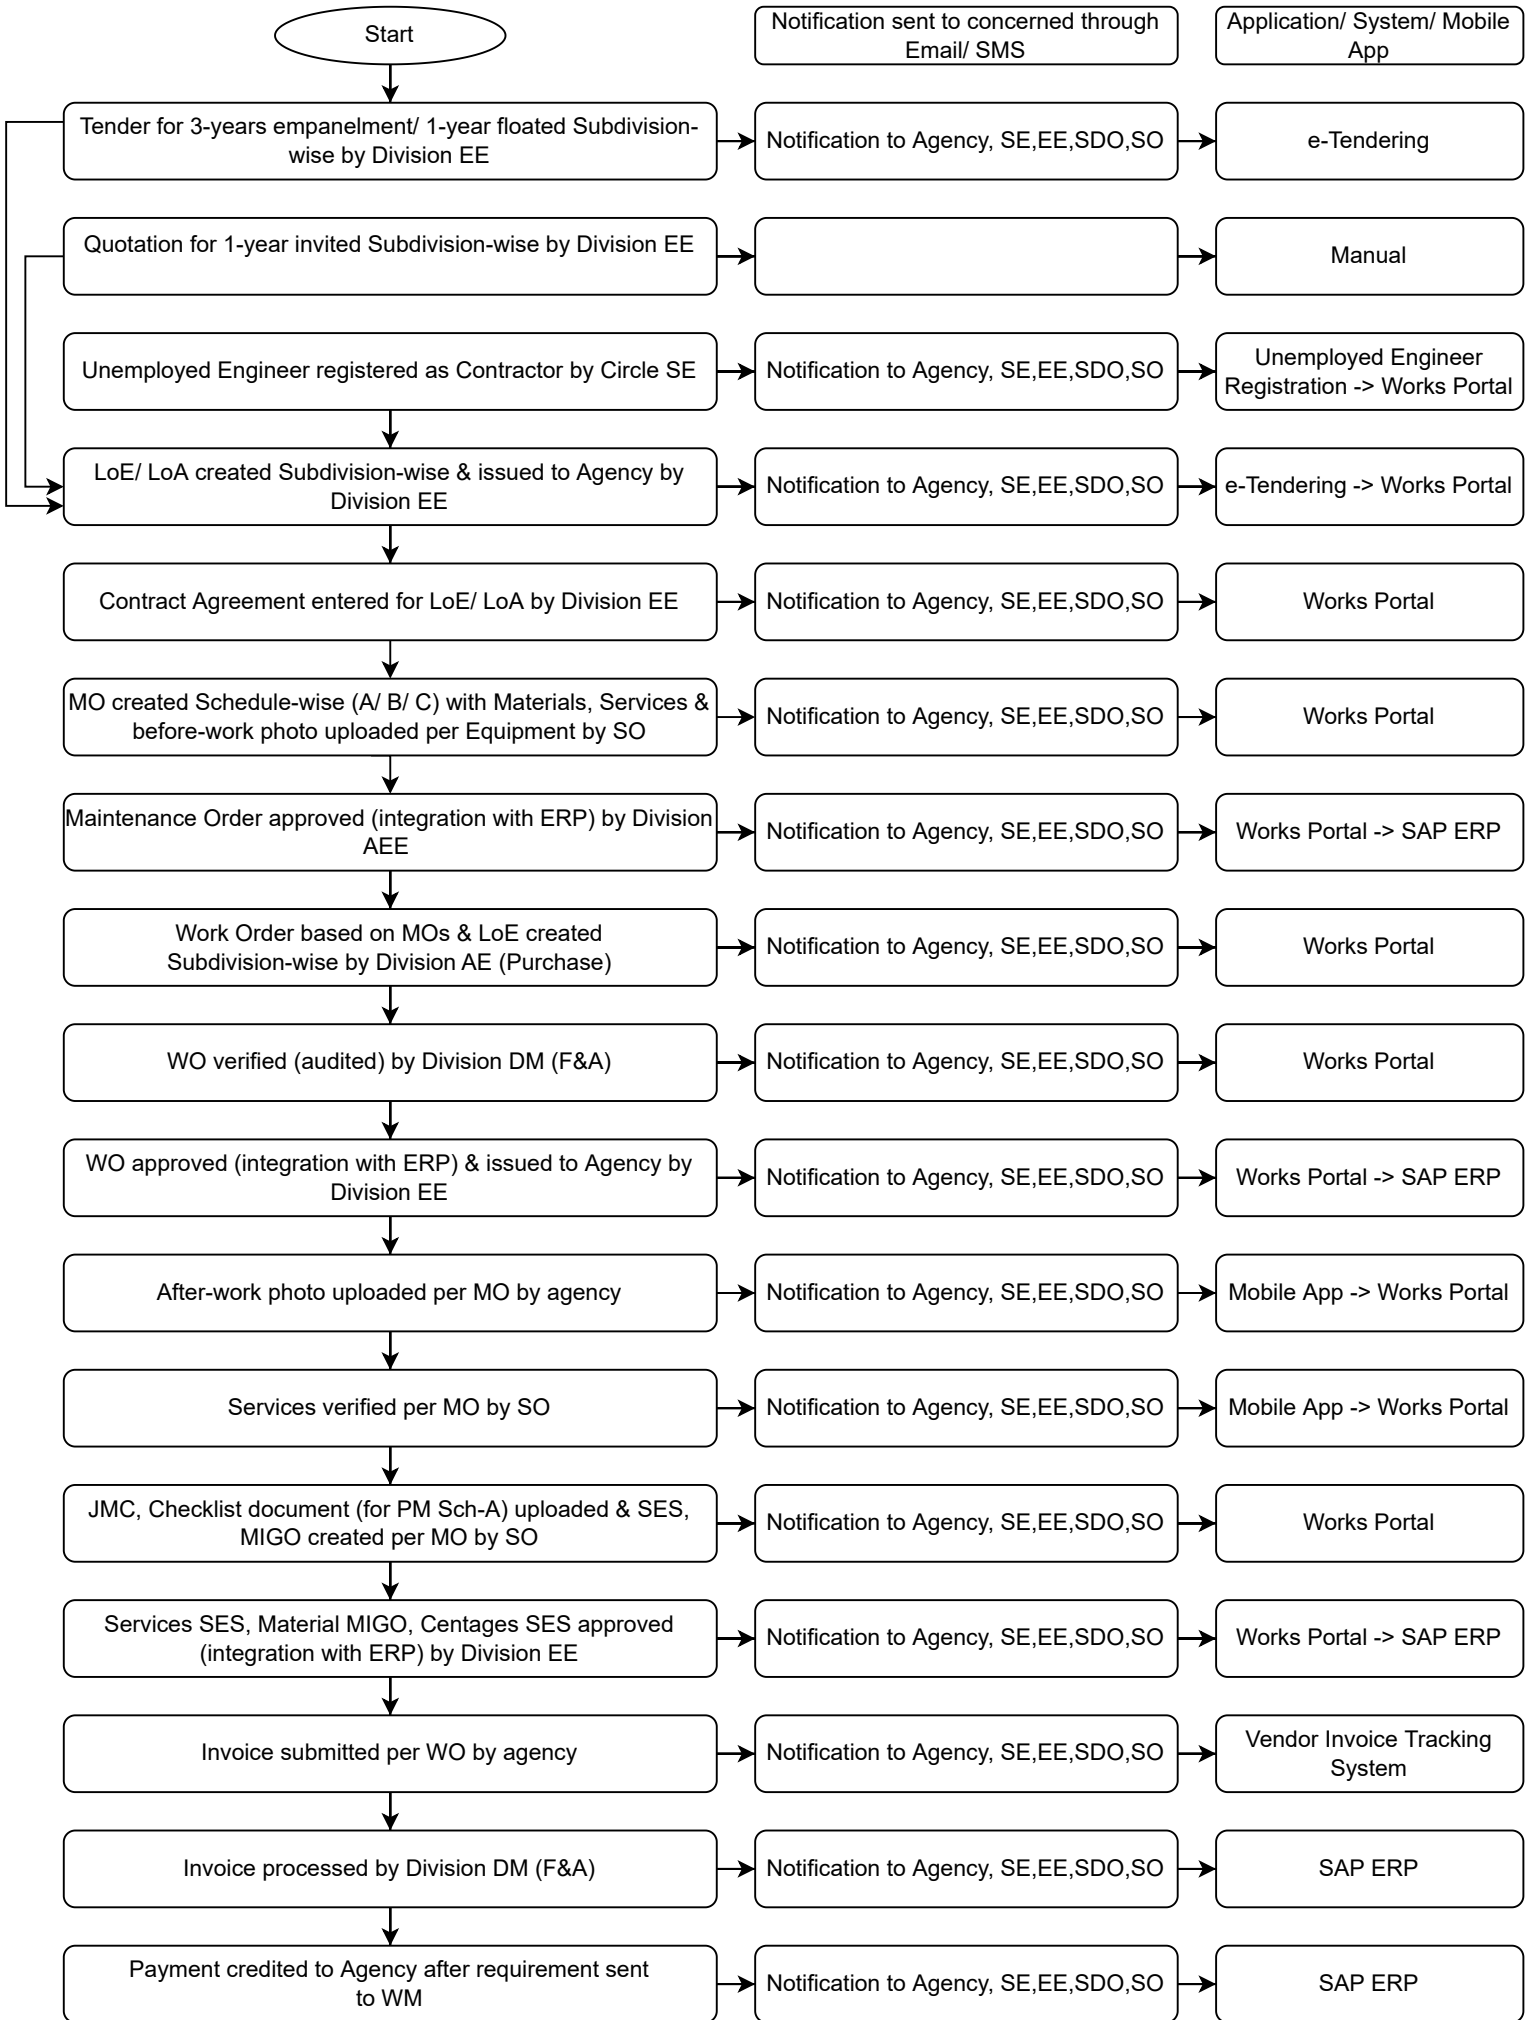 Start
Notification sent to concerned through
Email/ SMS
Application/ System/ Mobile
App
Tender for 3-years empanelment/ 1-year floated Subdivision-
wise by Division EE
Notification to Agency, SE,EE,SDO,SO
e-Tendering
Quotation for 1-year invited Subdivision-wise by Division EE
Manual
Unemployed Engineer registered as Contractor by Circle SE
Notification to Agency, SE,EE,SDO,SO
Unemployed Engineer
Registration -> Works Portal
LoE/ LoA created Subdivision-wise & issued to Agency by
Division EE
Notification to Agency, SE,EE,SDO,SO
e-Tendering -> Works Portal
Contract Agreement entered for LoE/ LoA by Division EE
Notification to Agency, SE,EE,SDO,SO
Works Portal
MO created Schedule-wise (A/ B/ C) with Materials, Services &
before-work photo uploaded per Equipment by SO
Notification to Agency, SE,EE,SDO,SO
Works Portal
Maintenance Order approved (integration with ERP) by Division
AEE
Notification to Agency, SE,EE,SDO,SO
Works Portal -> SAP ERP
Work Order based on MOs & LoE created
Subdivision-wise by Division AE (Purchase)
Notification to Agency, SE,EE,SDO,SO
Works Portal
WO verified (audited) by Division DM (F&A)
Notification to Agency, SE,EE,SDO,SO
Works Portal
WO approved (integration with ERP) & issued to Agency by
Division EE
Notification to Agency, SE,EE,SDO,SO
Works Portal -> SAP ERP
After-work photo uploaded per MO by agency
Notification to Agency, SE,EE,SDO,SO
Mobile App -> Works Portal
Services verified per MO by SO
Notification to Agency, SE,EE,SDO,SO
Mobile App -> Works Portal
JMC, Checklist document (for PM Sch-A) uploaded & SES,
MIGO created per MO by SO
Notification to Agency, SE,EE,SDO,SO
Works Portal
Services SES, Material MIGO, Centages SES approved
(integration with ERP) by Division EE
Notification to Agency, SE,EE,SDO,SO
Works Portal -> SAP ERP
Invoice submitted per WO by agency
Notification to Agency, SE,EE,SDO,SO
Vendor Invoice Tracking
System
Invoice processed by Division DM (F&A)
Notification to Agency, SE,EE,SDO,SO
SAP ERP
Payment credited to Agency after requirement sent
to WM
Notification to Agency, SE,EE,SDO,SO
SAP ERP